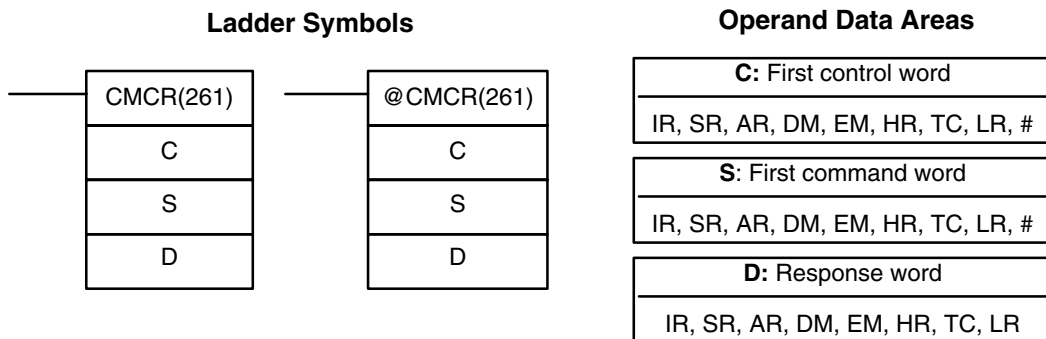 Ladder Symbols
CMCR(261)
C
S
D
@CMCR(261)
C
S
D
Operand Data Areas
C: First control word
IR, SR, AR, DM, EM, HR, TC, LR, #
S: First command word
IR, SR, AR, DM, EM, HR, TC, LR, #
D: Response word
IR, SR, AR, DM, EM, HR, TC, LR